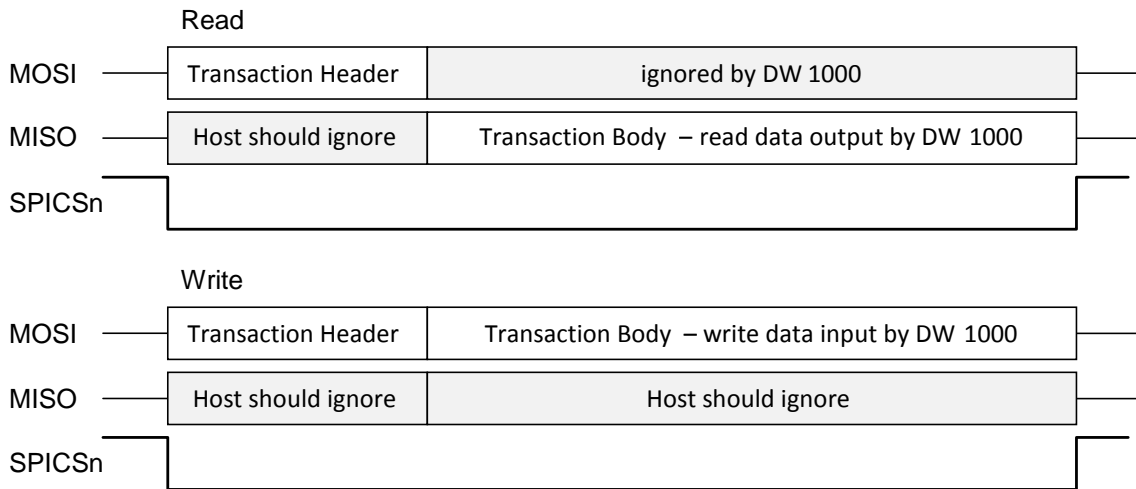 Read
MOSI Transaction Header ignored by DW 1000
MISO Host should ignore Transaction Body – read data output by DW 1000
SPICSn
Write
MOSI Transaction Header Transaction Body – write data input by DW 1000
MISO Host should ignore Host should ignore
SPICSn